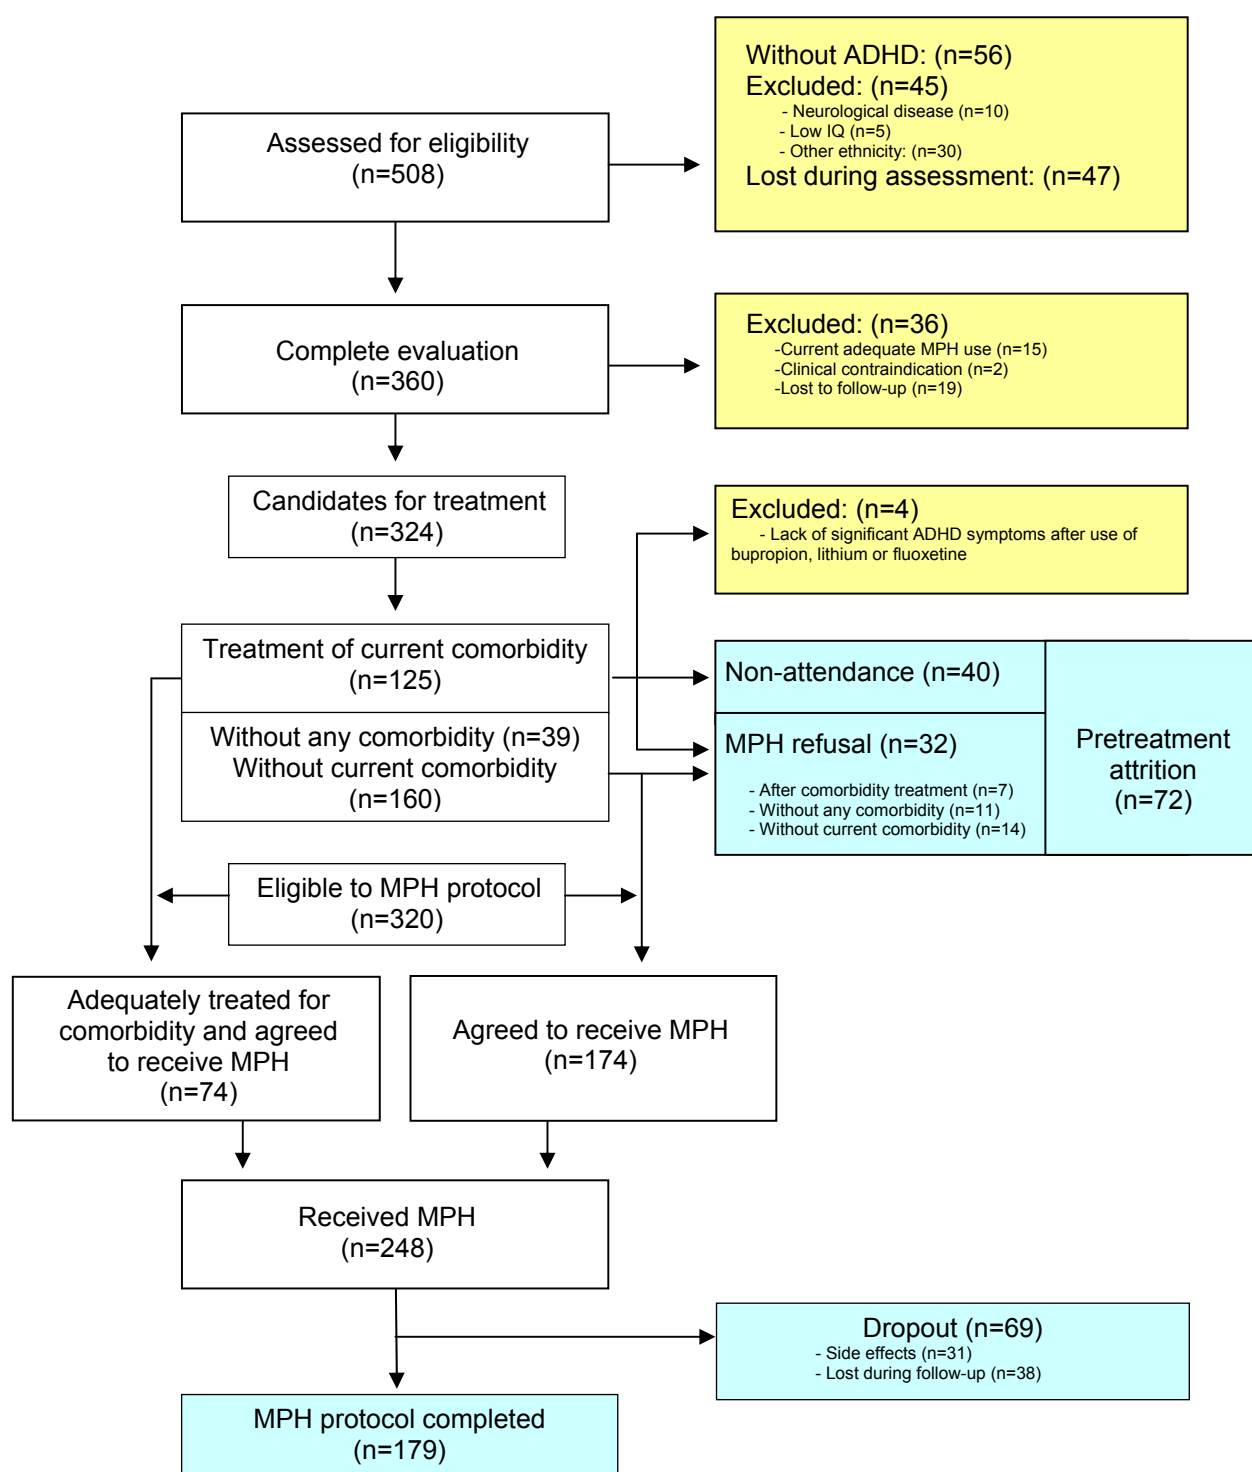 Assessed for eligibility
(n=508)
Without ADHD: (n=56)
Excluded: (n=45)
- Neurological disease (n=10)
- Low IQ (n=5)
- Other ethnicity: (n=30)
Lost during assessment: (n=47)
Complete evaluation
(n=360)
Excluded: (n=36)
-Current adequate MPH use (n=15)
-Clinical contraindication (n=2)
-Lost to follow-up (n=19)
Candidates for treatment
(n=324)
Excluded: (n=4)
- Lack of significant ADHD symptoms after use of
bupropion, lithium or fluoxetine
Treatment of current comorbidity
(n=125)
Without any comorbidity (n=39)
Without current comorbidity
(n=160)
Non-attendance (n=40)
MPH refusal (n=32)
- After comorbidity treatment (n=7)
- Without any comorbidity (n=11)
- Without current comorbidity (n=14)
Pretreatment
attrition
(n=72)
Eligible to MPH protocol
(n=320)
Adequately treated for
comorbidity and agreed
to receive MPH
(n=74)
Agreed to receive MPH
(n=174)
Received MPH
(n=248)
Dropout (n=69)
- Side effects (n=31)
- Lost during follow-up (n=38)
MPH protocol completed
(n=179)